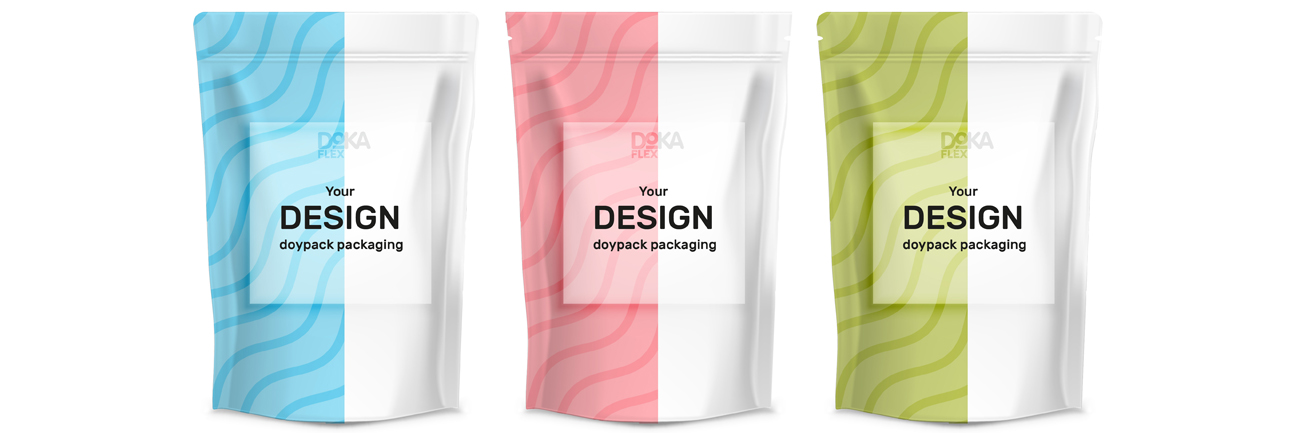 DOKA
FLEX
Your
DESIGN
doypack packaging
DOKA
FLEX
Your
DESIGN
doypack packaging
DOKA
FLEX
Your
DESIGN
doypack packaging